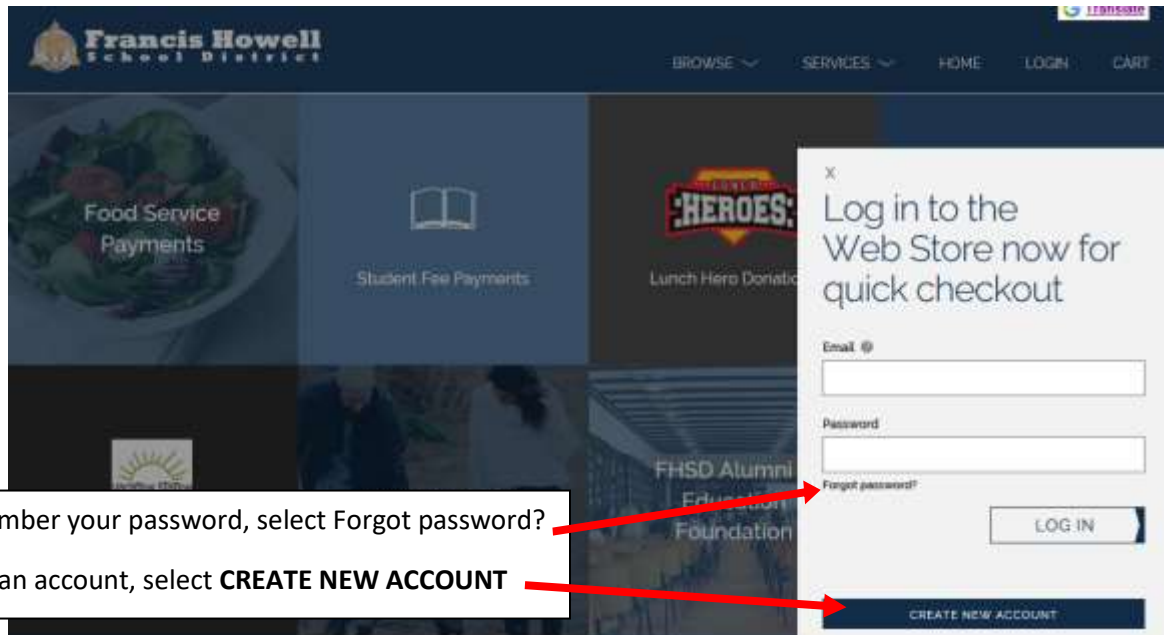 Translate
Francis Howell
School District
BROWSE SERVICES HOME LOGIN CART
Food Service
Payments
Student Fee Payments
HEROES
Lunch Hero Donatio
FHSD Alumni
Education
Foundation
X
Log in to the
Web Store now for
quick checkout
Email
Password
Forgot password?
LOG IN
CREATE NEW ACCOUNT
mber your password, select Forgot password?
an account, select CREATE NEW ACCOUNT